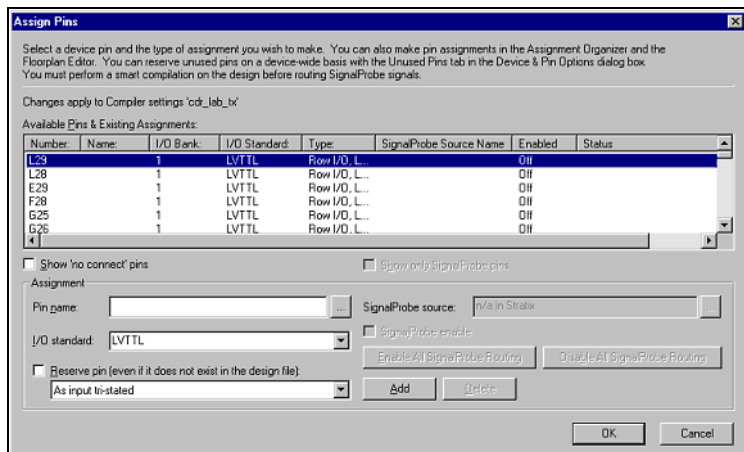 Assign Pins
Select a device pin and the type of assignment you wish to make. You can also make pin assignments in the Assignment Organizer and the
Floorplan Editor. You can reserve unused pins on a device-wide basis with the Unused Pins tab in the Device & Pin Options dialog box.
You must perform a smart compilation on the design before routing SignalProbe signals.
Changes apply to Compiler settings 'cdr_lab_tx'
Available Pins & Existing Assignments:
Number: Name: I/O Bank: I/O Standard: Type: SignalProbe Source Name Enabled Status
L29 1 LVTTL Row I/O, L... Off
L28 1 LVTTL Row I/O, L... Off
E29 1 LVTTL Row I/O, L... Off
F28 1 LVTTL Row I/O, L... Off
G25 1 LVTTL Row I/O, L... Off
G26 1 LVTTL Row I/O, L... Off
Show 'no connect' pins Show only SignalProbe pins
Assignment
Pin name: ... SignalProbe source: n/a in Stratix ...
I/O standard: LVTTL SignalProbe enable
Enable All SignalProbe Routing Disable All SignalProbe Routing
Reserve pin (even if it does not exist in the design file):
As input tri-stated Add Delete
OK Cancel